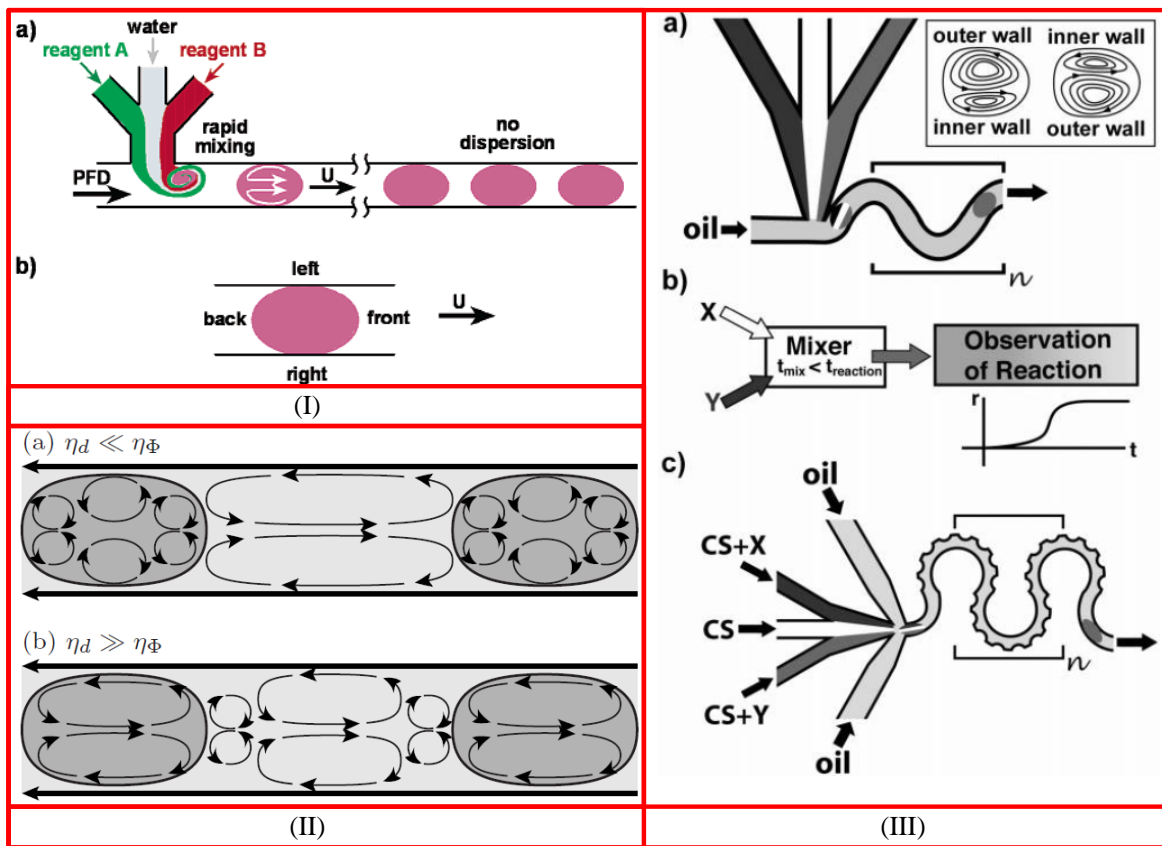 a)
water
reagent A
reagent B
rapid
mixing
no
dispersion
PFD
U
b)
left
back
front
U
right
(I)
(a) η_d ≪ η_Φ
(b) η_d ≫ η_Φ
(II)
a)
outer wall
inner wall
inner wall
outer wall
oil
n
b)
X
Y
Mixer
t_mix < t_reaction
Observation
of Reaction
r
t
c)
oil
CS+X
CS
CS+Y
oil
n
(III)